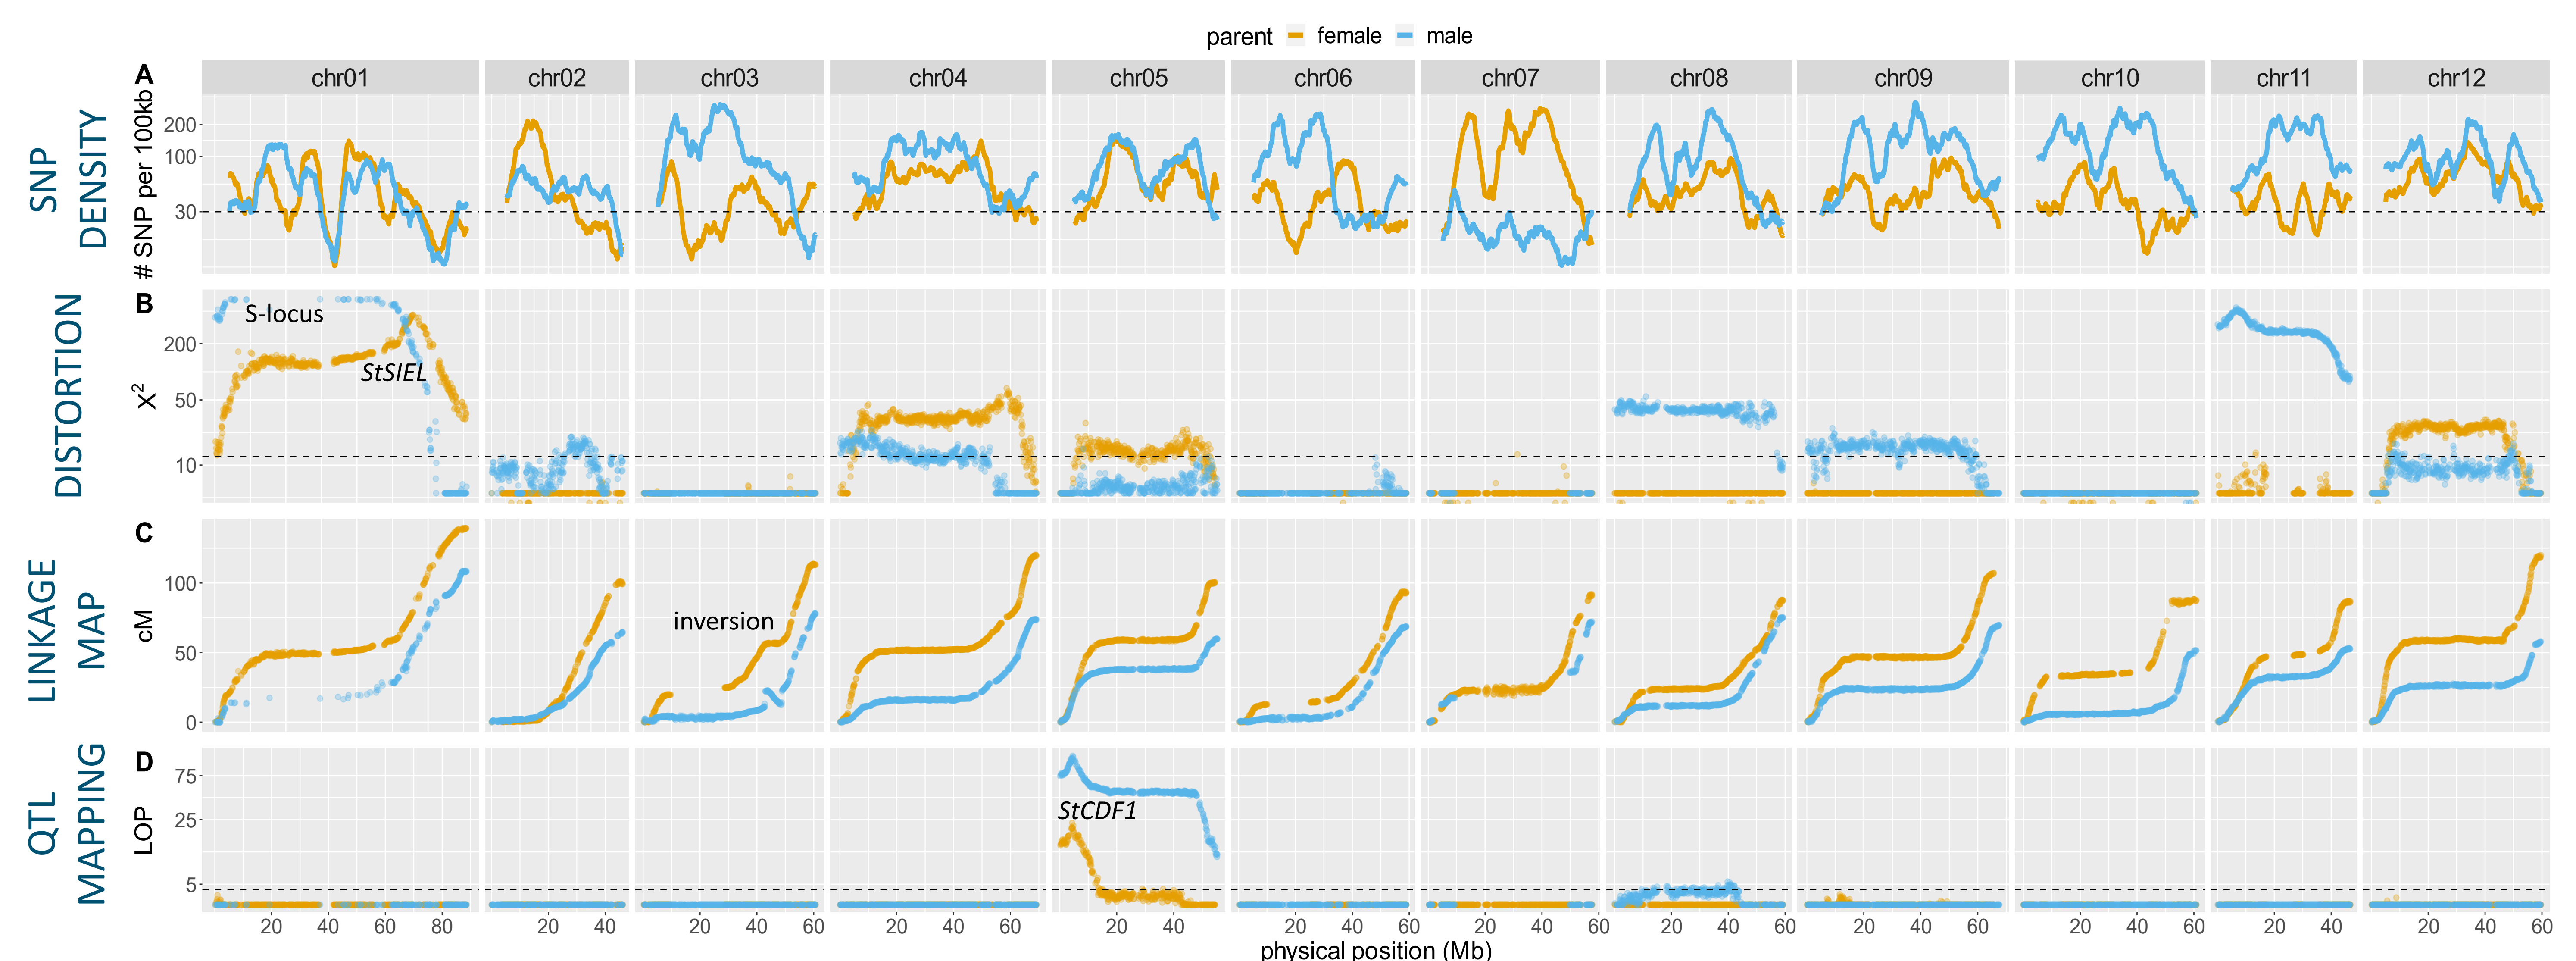 parent female male
A chr01 chr02 chr03 chr04 chr05 chr06 chr07 chr08 chr09 chr10 chr11 chr12
SNP
DENSITY
# SNP per 100kb
200
100
30
B
DISTORTION
X²
S-locus
StSIEL
200
50
10
C
LINKAGE
MAP
cM
inversion
100
50
0
D
QTL
MAPPING
LOP
StCDF1
75
25
5
20 40 60 80 20 40 20 40 60 20 40 60 20 40 20 40 60 20 40 60 20 40 60 20 40 60 20 40 60 20 40 20 40 60
physical position (Mb)